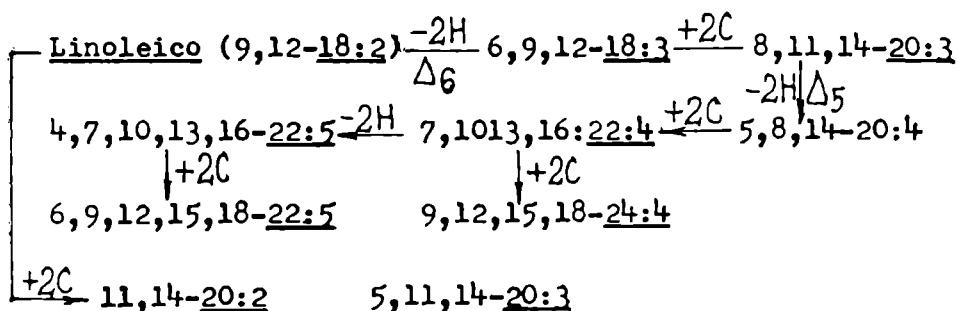 Linoleico (9,12-18:2) -2H Δ6 6,9,12-18:3 +2C 8,11,14-20:3
-2H Δ5
4,7,10,13,16-22:5 -2H 7,1013,16:22:4 +2C 5,8,14-20:4
+2C +2C
6,9,12,15,18-22:5 9,12,15,18-24:4
+2C 11,14-20:2 5,11,14-20:3